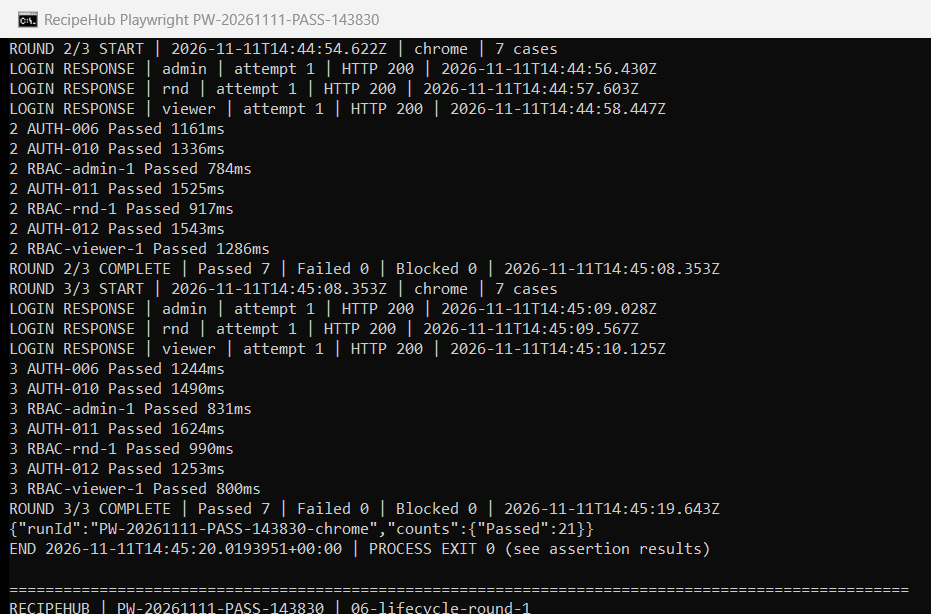 RecipeHub Playwright PW-20261111-PASS-143830
ROUND 2/3 START | 2026-11-11T14:44:54.622Z | chrome | 7 cases
LOGIN RESPONSE | admin | attempt 1 | HTTP 200 | 2026-11-11T14:44:56.430Z
LOGIN RESPONSE | rnd | attempt 1 | HTTP 200 | 2026-11-11T14:44:57.603Z
LOGIN RESPONSE | viewer | attempt 1 | HTTP 200 | 2026-11-11T14:44:58.447Z
2 AUTH-006 Passed 1161ms
2 AUTH-010 Passed 1336ms
2 RBAC-admin-1 Passed 784ms
2 AUTH-011 Passed 1525ms
2 RBAC-rnd-1 Passed 917ms
2 AUTH-012 Passed 1543ms
2 RBAC-viewer-1 Passed 1286ms
ROUND 2/3 COMPLETE | Passed 7 | Failed 0 | Blocked 0 | 2026-11-11T14:45:08.353Z
ROUND 3/3 START | 2026-11-11T14:45:08.353Z | chrome | 7 cases
LOGIN RESPONSE | admin | attempt 1 | HTTP 200 | 2026-11-11T14:45:09.028Z
LOGIN RESPONSE | rnd | attempt 1 | HTTP 200 | 2026-11-11T14:45:09.567Z
LOGIN RESPONSE | viewer | attempt 1 | HTTP 200 | 2026-11-11T14:45:10.125Z
3 AUTH-006 Passed 1244ms
3 AUTH-010 Passed 1490ms
3 RBAC-admin-1 Passed 831ms
3 AUTH-011 Passed 1624ms
3 RBAC-rnd-1 Passed 990ms
3 AUTH-012 Passed 1253ms
3 RBAC-viewer-1 Passed 800ms
ROUND 3/3 COMPLETE | Passed 7 | Failed 0 | Blocked 0 | 2026-11-11T14:45:19.643Z
{"runId":"PW-20261111-PASS-143830-chrome","counts":{"Passed":21}}
END 2026-11-11T14:45:20.0193951+00:00 | PROCESS EXIT 0 (see assertion results)
====================================================================================================
RECIPEHUB | PW-20261111-PASS-143830 | 06-lifecycle-round-1